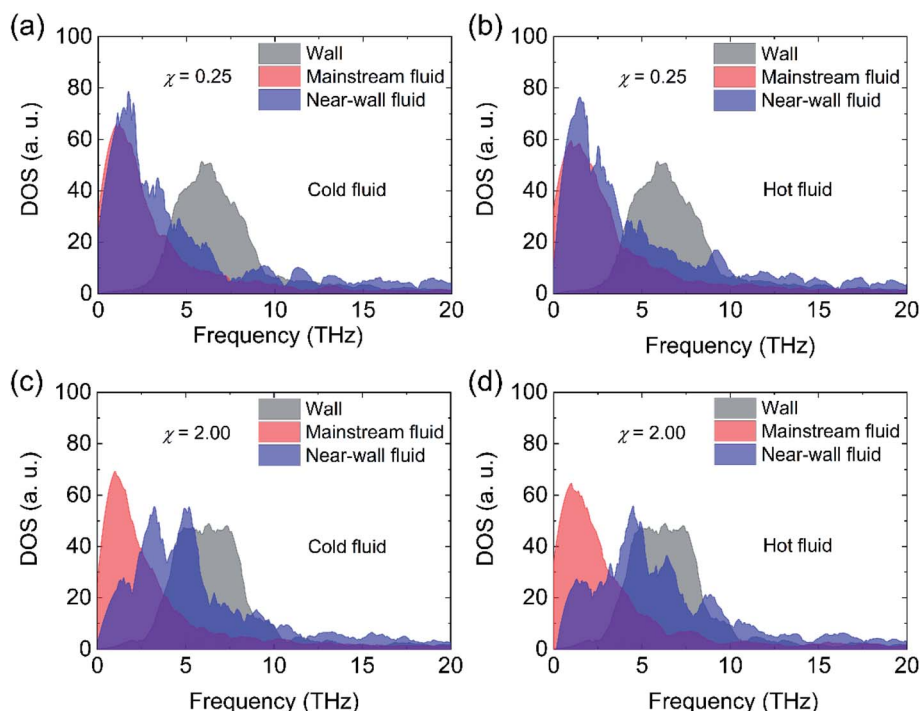 (a)
100
80
60
40
20
0
DOS (a. u.)
χ = 0.25
Wall
Mainstream fluid
Near-wall fluid
Cold fluid
0 5 10 15 20
Frequency (THz)
(b)
100
80
60
40
20
0
DOS (a. u.)
χ = 0.25
Wall
Mainstream fluid
Near-wall fluid
Hot fluid
0 5 10 15 20
Frequency (THz)
(c)
100
80
60
40
20
0
DOS (a. u.)
χ = 2.00
Wall
Mainstream fluid
Near-wall fluid
Cold fluid
0 5 10 15 20
Frequency (THz)
(d)
100
80
60
40
20
0
DOS (a. u.)
χ = 2.00
Wall
Mainstream fluid
Near-wall fluid
Hot fluid
0 5 10 15 20
Frequency (THz)